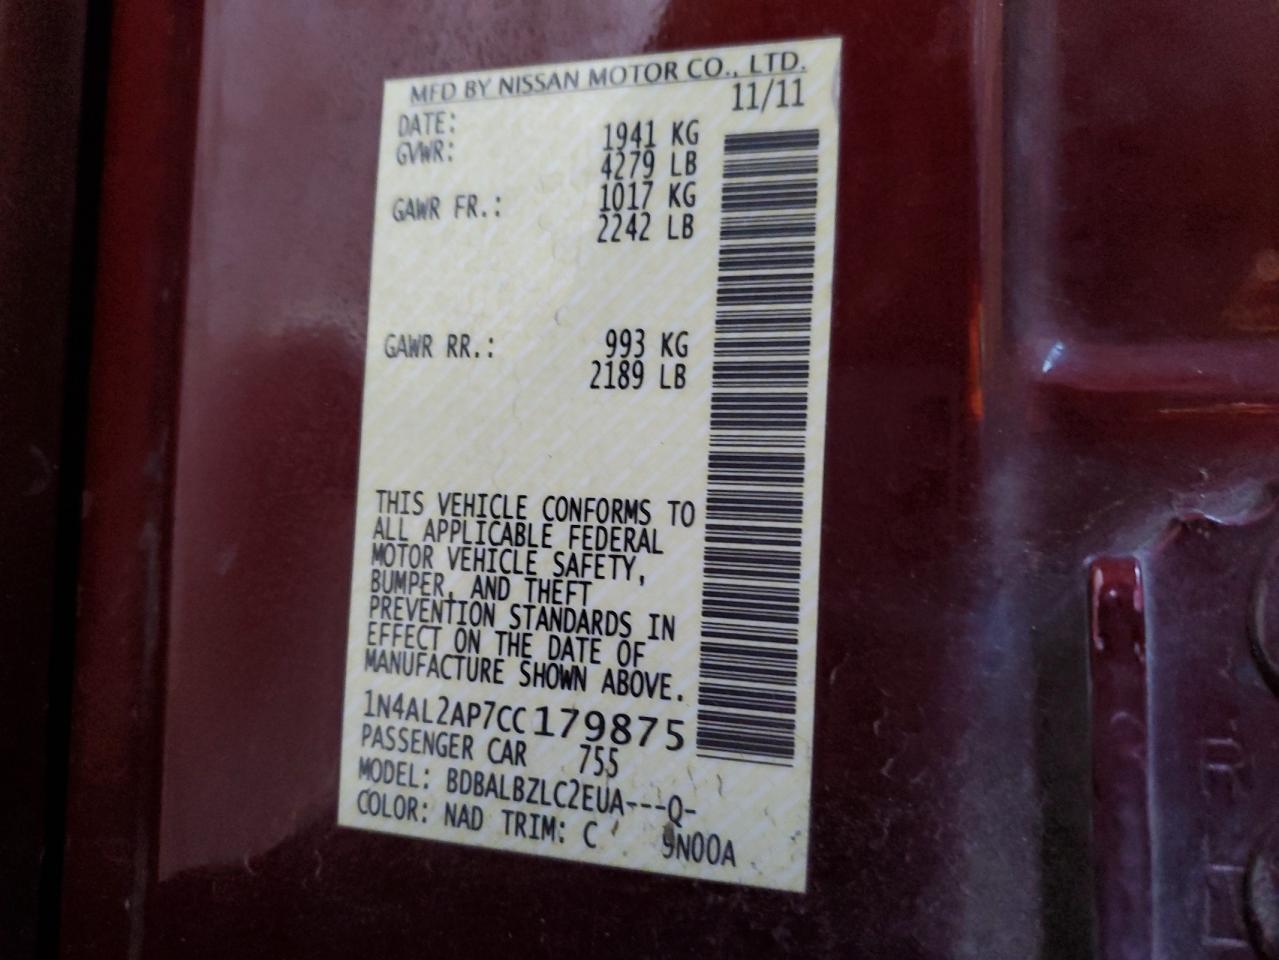 MFD BY NISSAN MOTOR CO., LTD.
DATE: 11/11
GVWR: 1941 KG
4279 LB
GAWR FR.: 1017 KG
2242 LB
GAWR RR.: 993 KG
2189 LB
THIS VEHICLE CONFORMS TO
ALL APPLICABLE FEDERAL
MOTOR VEHICLE SAFETY,
BUMPER, AND THEFT
PREVENTION STANDARDS IN
EFFECT ON THE DATE OF
MANUFACTURE SHOWN ABOVE.
1N4AL2AP7CC179875
PASSENGER CAR 755
MODEL: BDBALBZLC2EUA---Q-
COLOR: NAD TRIM: C 9N00A